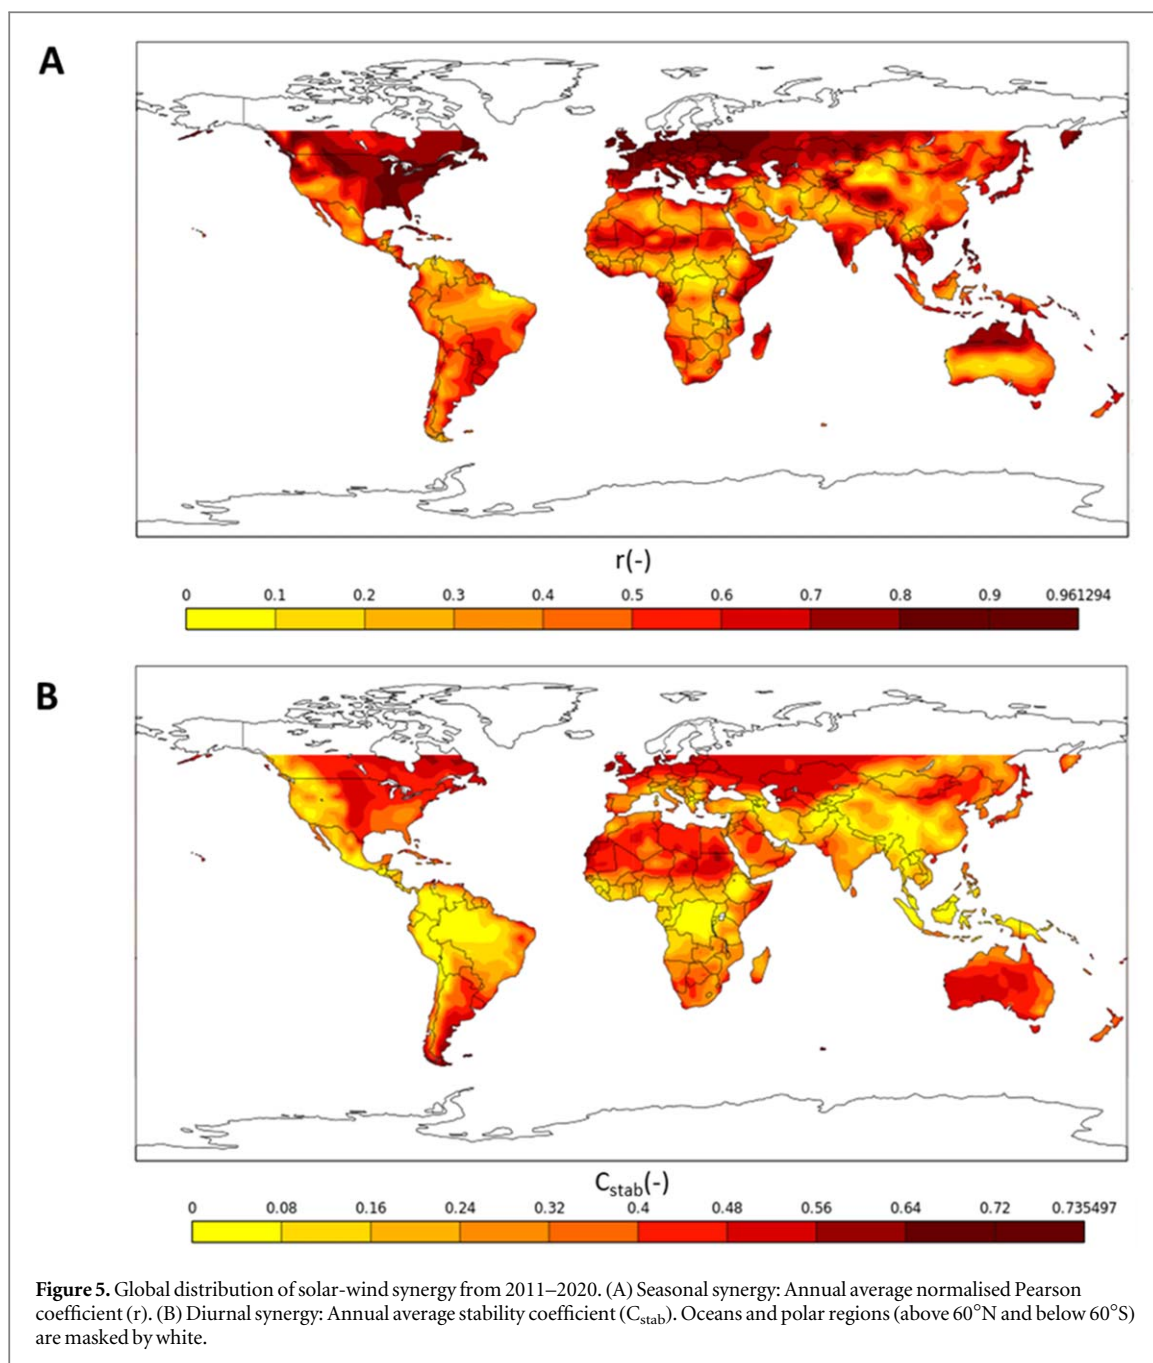 A
r(-)
0 0.1 0.2 0.3 0.4 0.5 0.6 0.7 0.8 0.9 0.961294
B
Cstab(-)
0 0.08 0.16 0.24 0.32 0.4 0.48 0.56 0.64 0.72 0.735497
Figure 5. Global distribution of solar-wind synergy from 2011–2020. (A) Seasonal synergy: Annual average normalised Pearson
coefficient (r). (B) Diurnal synergy: Annual average stability coefficient (Cstab). Oceans and polar regions (above 60°N and below 60°S)
are masked by white.